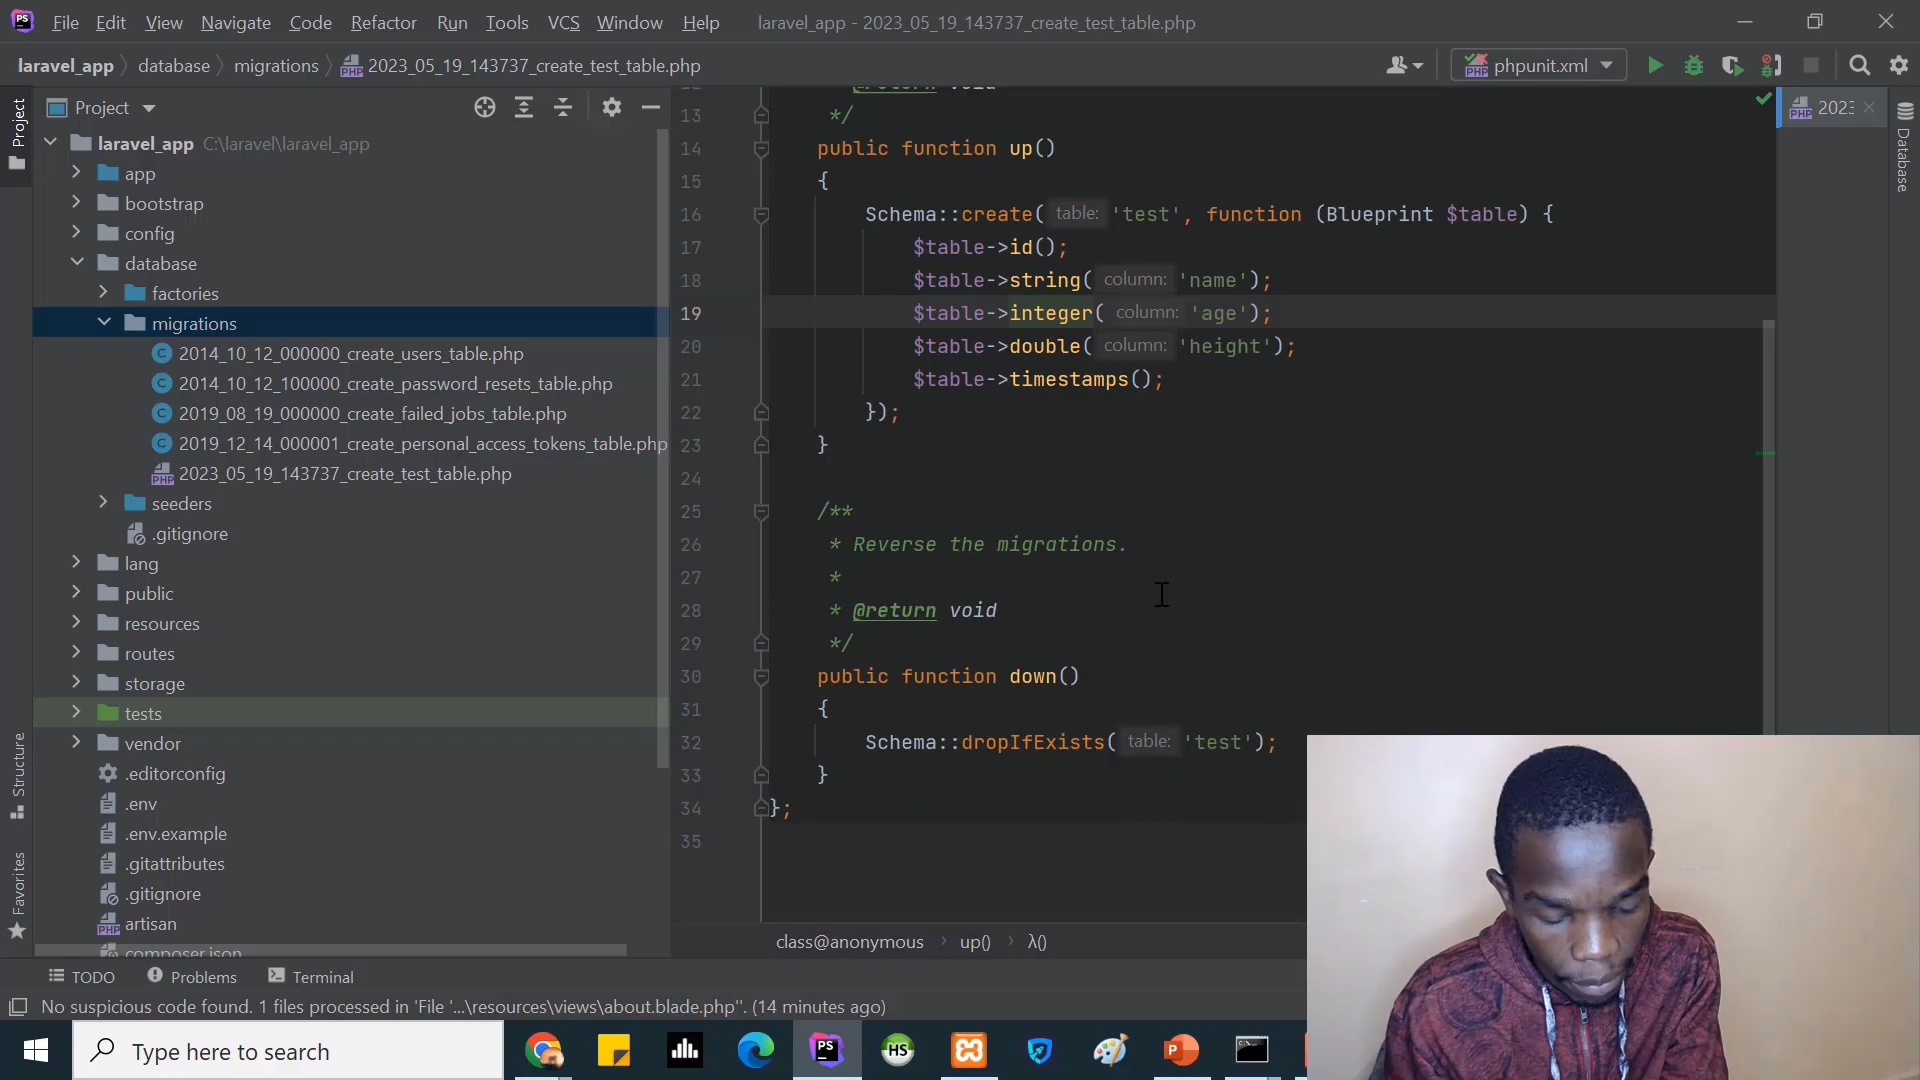 File Edit View Navigate Code Refactor Run Tools VCS Window Help laravel_app - 2023_05_19_143737_create_test_table.php
laravel_app database migrations 2023_05_19_143737_create_test_table.php phpunit.xml
Project
Project
laravel_app C:\laravel\laravel_app
app
bootstrap
config
database
factories
migrations
2014_10_12_000000_create_users_table.php
2014_10_12_100000_create_password_resets_table.php
2019_08_19_000000_create_failed_jobs_table.php
2019_12_14_000001_create_personal_access_tokens_table.php
2023_05_19_143737_create_test_table.php
seeders
.gitignore
lang
public
resources
routes
storage
tests
vendor
.editorconfig
.env
.env.example
.gitattributes
.gitignore
artisan
composer.json
Structure
Favorites
13 */
14 public function up()
15 {
16 Schema::create( table: 'test', function (Blueprint $table) {
17 $table->id();
18 $table->string( column: 'name');
19 $table->integer( column: 'age');
20 $table->double( column: 'height');
21 $table->timestamps();
22 });
23 }
24
25 /**
26 * Reverse the migrations.
27 *
28 * @return void
29 */
30 public function down()
31 {
32 Schema::dropIfExists( table: 'test');
33 }
34 };
35
2023
Database
class@anonymous up() λ()
TODO Problems Terminal
No suspicious code found. 1 files processed in 'File '...\resources\views\about.blade.php''. (14 minutes ago)
Type here to search